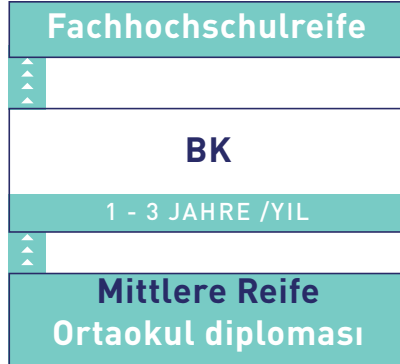 Fachhochschulreife
BK
1 - 3 JAHRE /YIL
Mittlere Reife
Ortaokul diploması